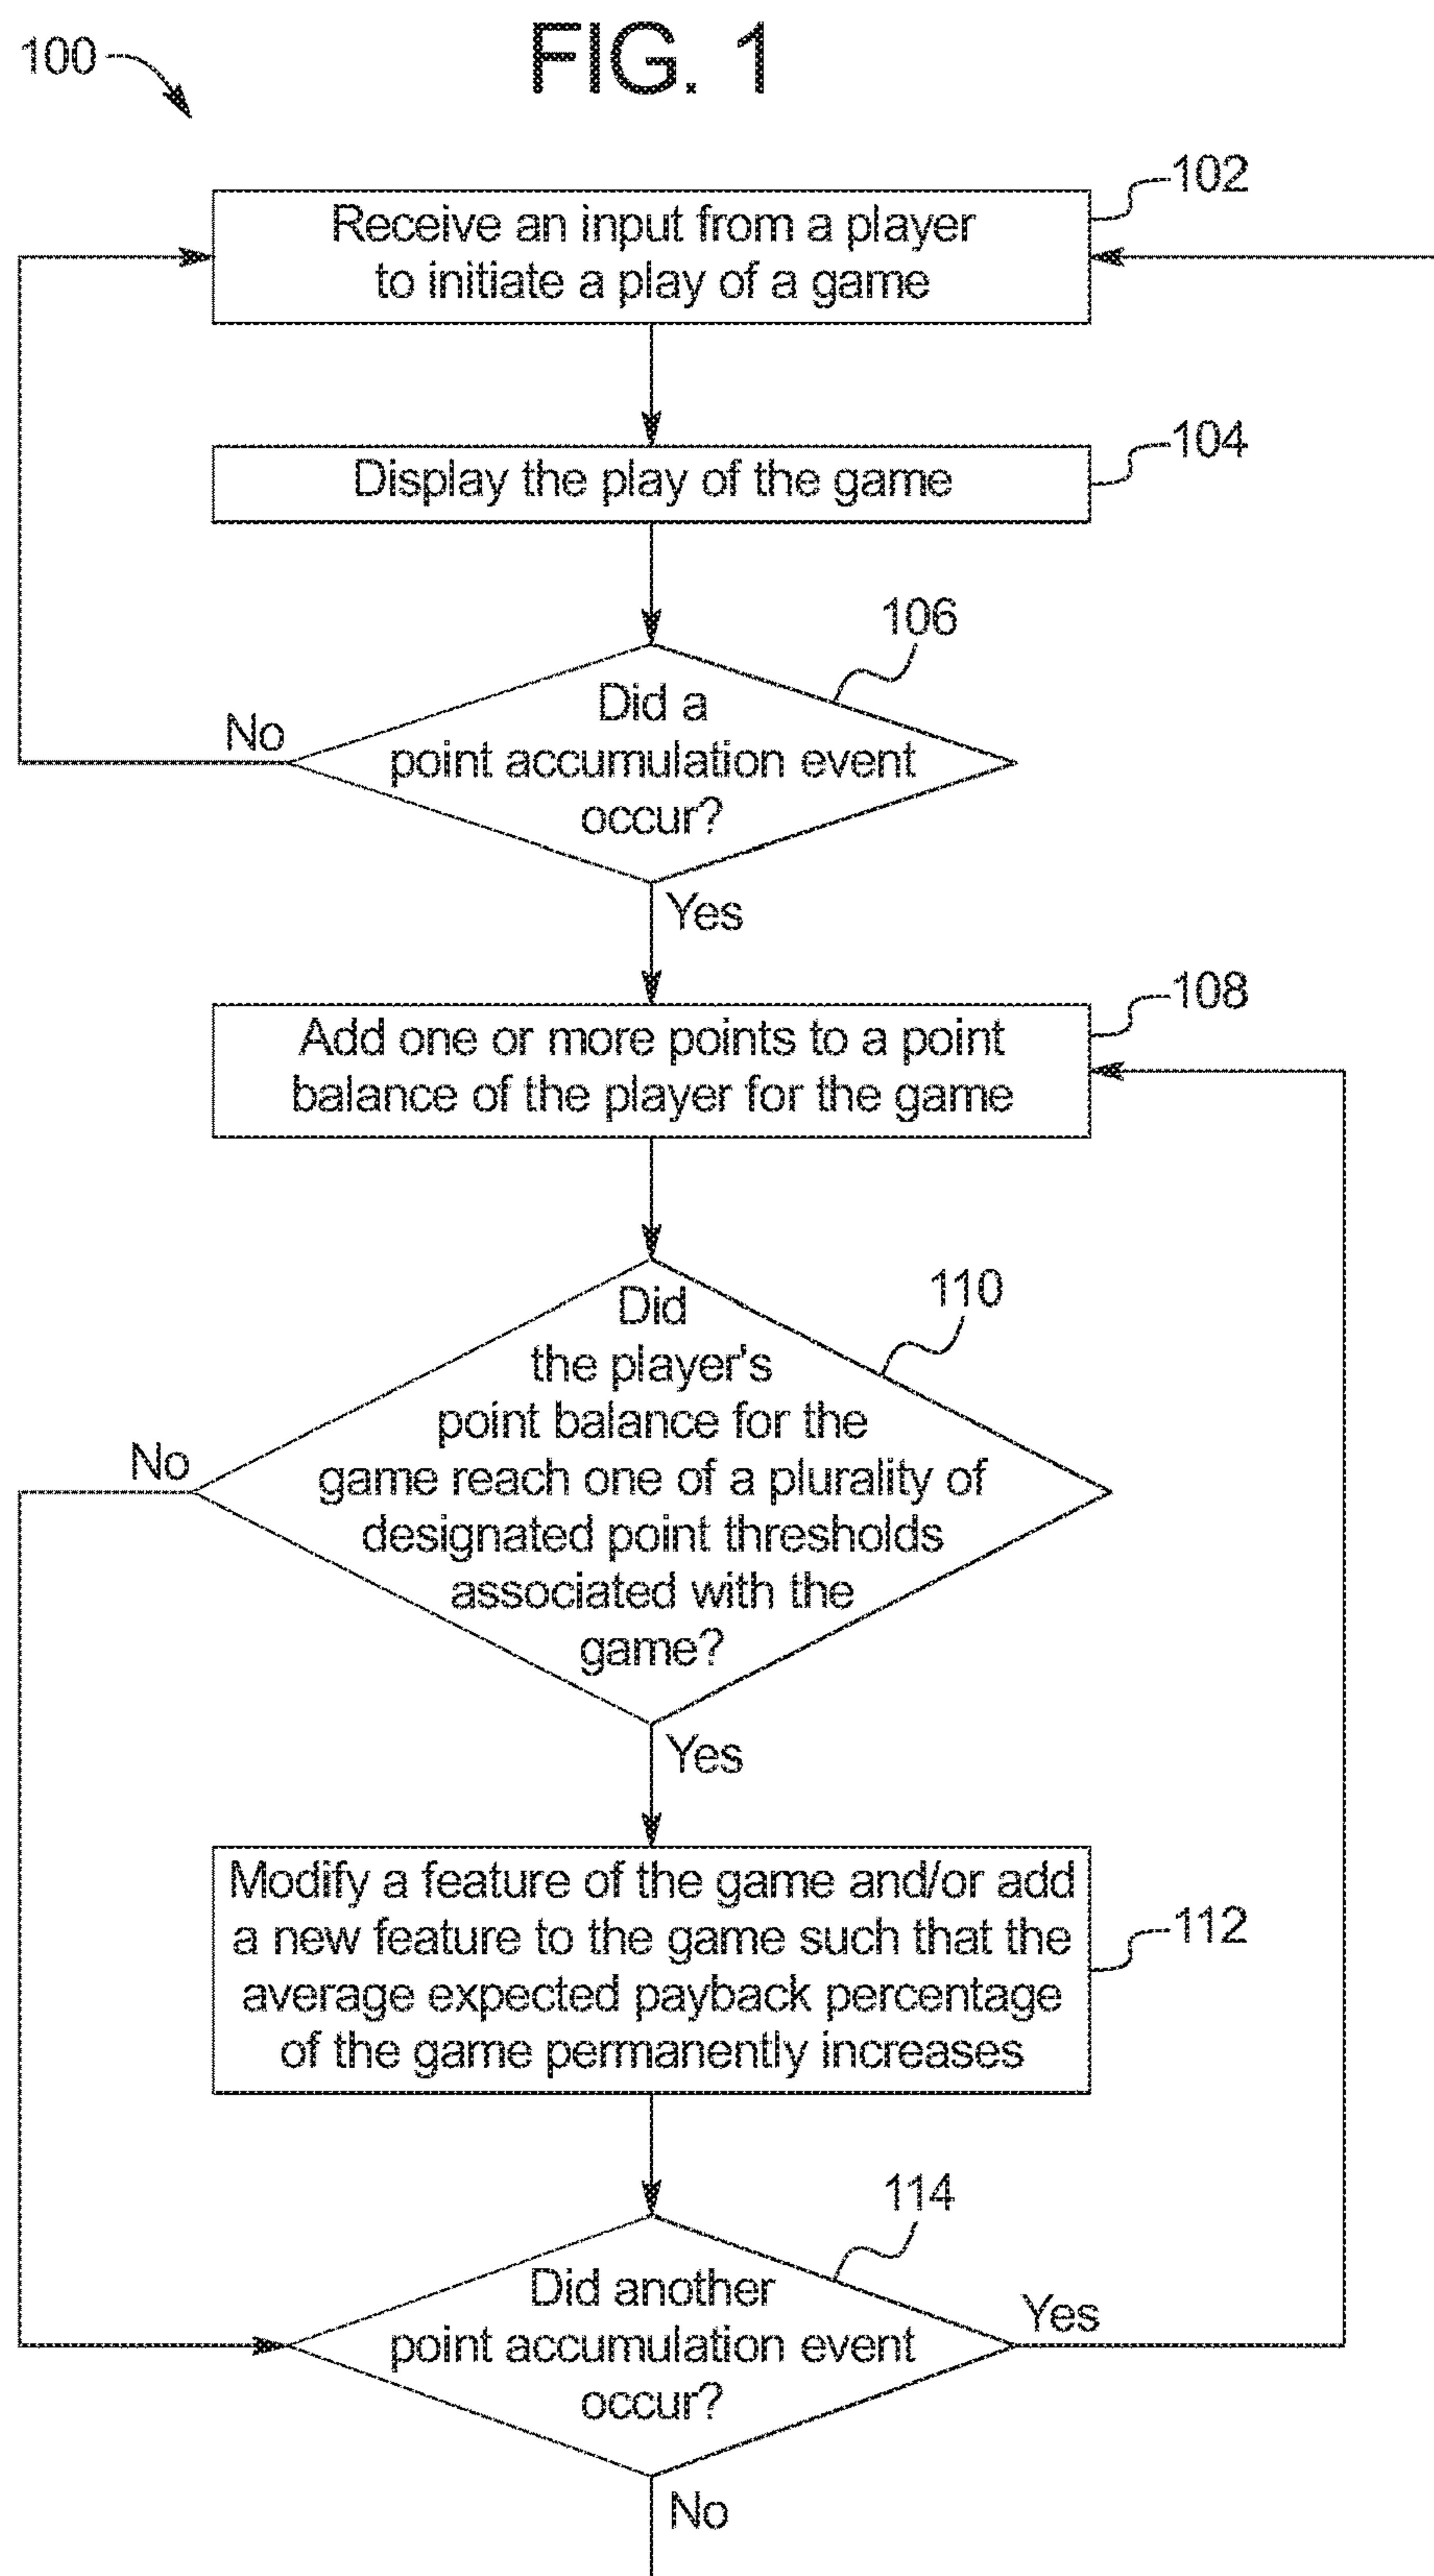 FIG. 1
100
102
Receive an input from a player
to initiate a play of a game
104
Display the play of the game
106
Did a
point accumulation event
occur?
No
Yes
108
Add one or more points to a point
balance of the player for the game
110
Did
the player's
point balance for the
game reach one of a plurality of
designated point thresholds
associated with the
game?
No
Yes
112
Modify a feature of the game and/or add
a new feature to the game such that the
average expected payback percentage
of the game permanently increases
114
Did another
point accumulation event
occur?
Yes
No